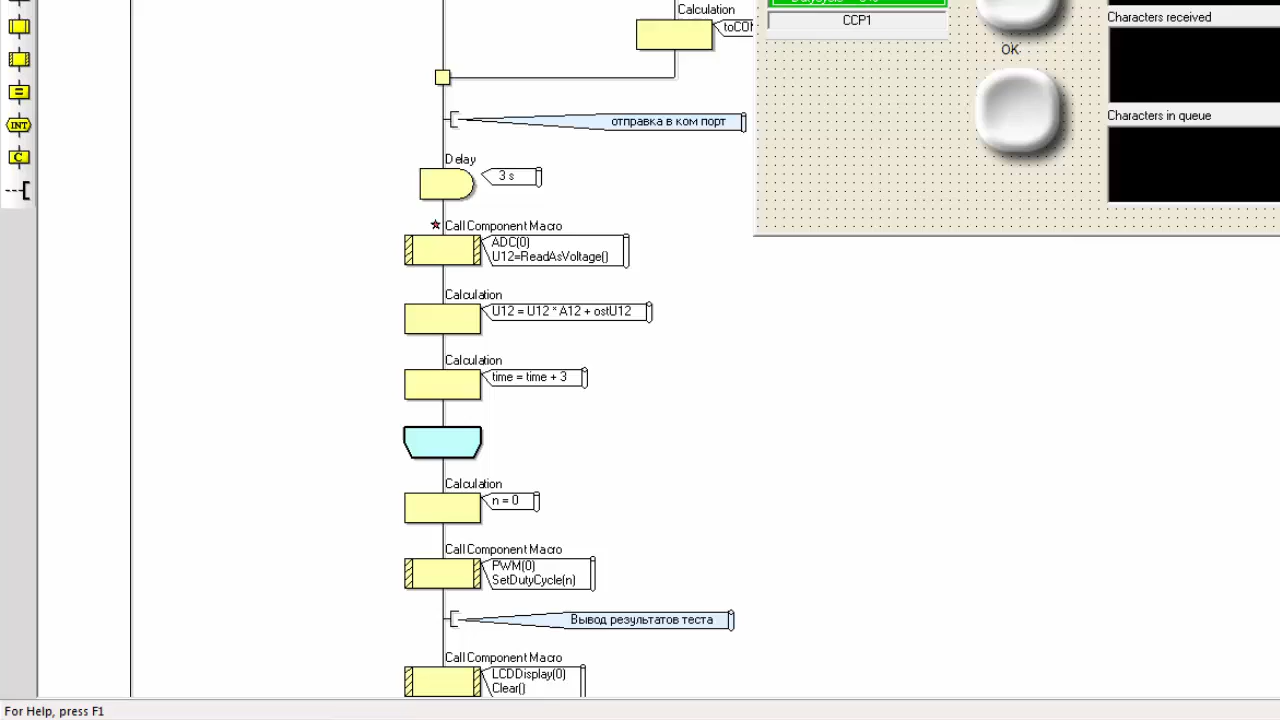 Calculation
CCP1
Characters received
OK
Characters in queue
отправка в ком порт
Delay
3 s
Call Component Macro
ADC(0)
U12=ReadAsVoltage()
Calculation
U12 = U12 * A12 + ostU12
Calculation
time = time + 3
Calculation
n = 0
Call Component Macro
PWM(0)
SetDutyCycle(n)
Вывод результатов теста
Call Component Macro
LCDDisplay(0)
Clear()
=
INT
C
For Help, press F1